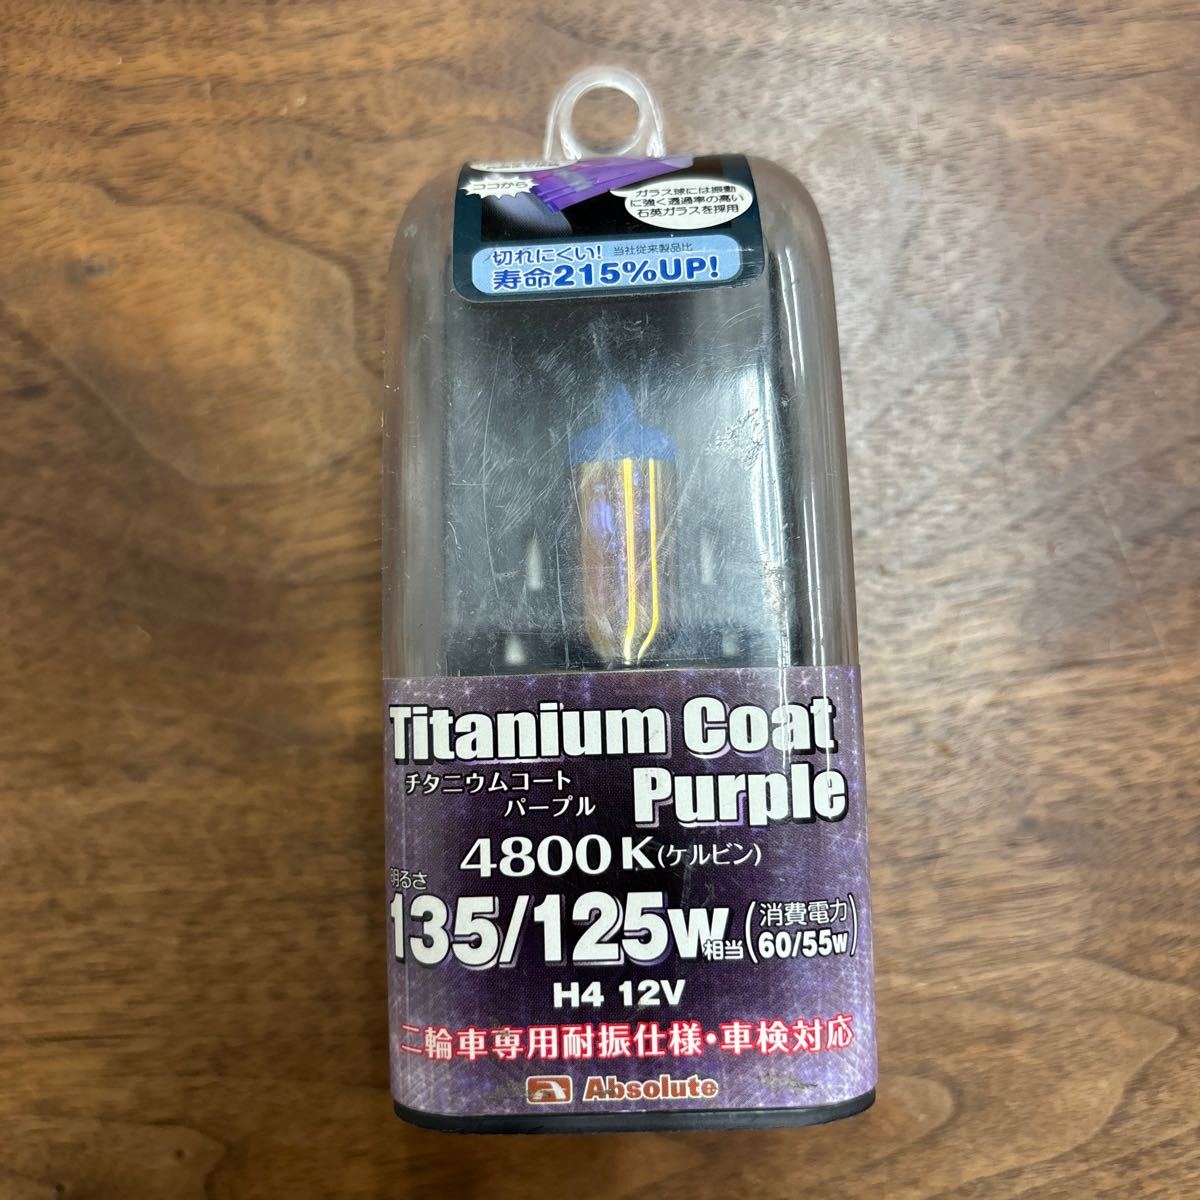 ココから
ガラス球には振動
に強く透過率の高い
石英ガラスを採用
切れにくい! 当社従来製品比
寿命215%UP!
Titanium Coat
チタニウムコート
パープル
Purple
4800K(ケルビン)
明るさ
135/125w相当(消費電力 60/55w)
H4 12V
二輪車専用耐振仕様・車検対応
Absolute